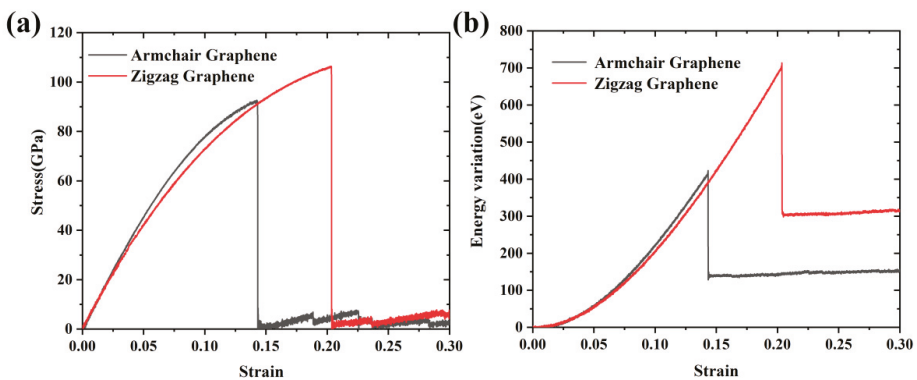 (a)
120
100
80
60
40
20
0
Stress(GPa)
Armchair Graphene
Zigzag Graphene
0.00 0.05 0.10 0.15 0.20 0.25 0.30
Strain
(b)
800
700
600
500
400
300
200
100
0
Energy variation(eV)
Armchair Graphene
Zigzag Graphene
0.00 0.05 0.10 0.15 0.20 0.25 0.30
Strain